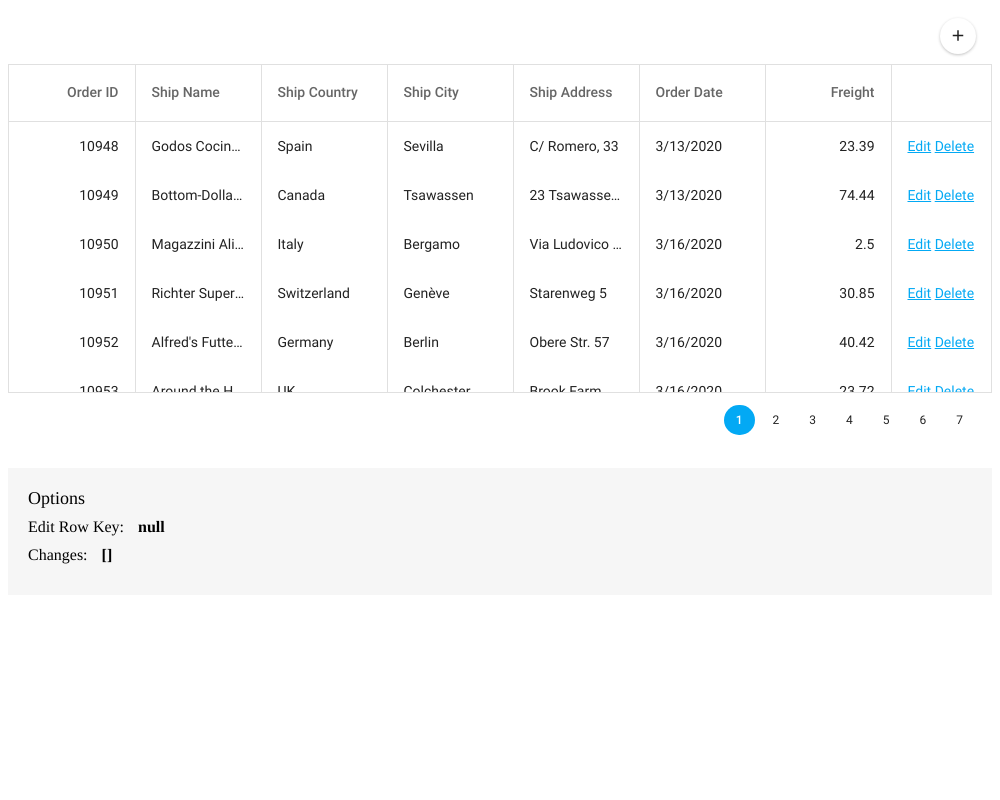 +
Order ID Ship Name Ship Country Ship City Ship Address Order Date Freight
10948 Godos Cocin... Spain Sevilla C/ Romero, 33 3/13/2020 23.39 Edit Delete
10949 Bottom-Dolla... Canada Tsawassen 23 Tsawasse... 3/13/2020 74.44 Edit Delete
10950 Magazzini Ali... Italy Bergamo Via Ludovico ... 3/16/2020 2.5 Edit Delete
10951 Richter Super... Switzerland Genève Starenweg 5 3/16/2020 30.85 Edit Delete
10952 Alfred's Futte... Germany Berlin Obere Str. 57 3/16/2020 40.42 Edit Delete
10953 Around the H... UK Colchester Brook Farm... 3/16/2020 23.72 Edit Delete
1 2 3 4 5 6 7
Options
Edit Row Key: null
Changes: []